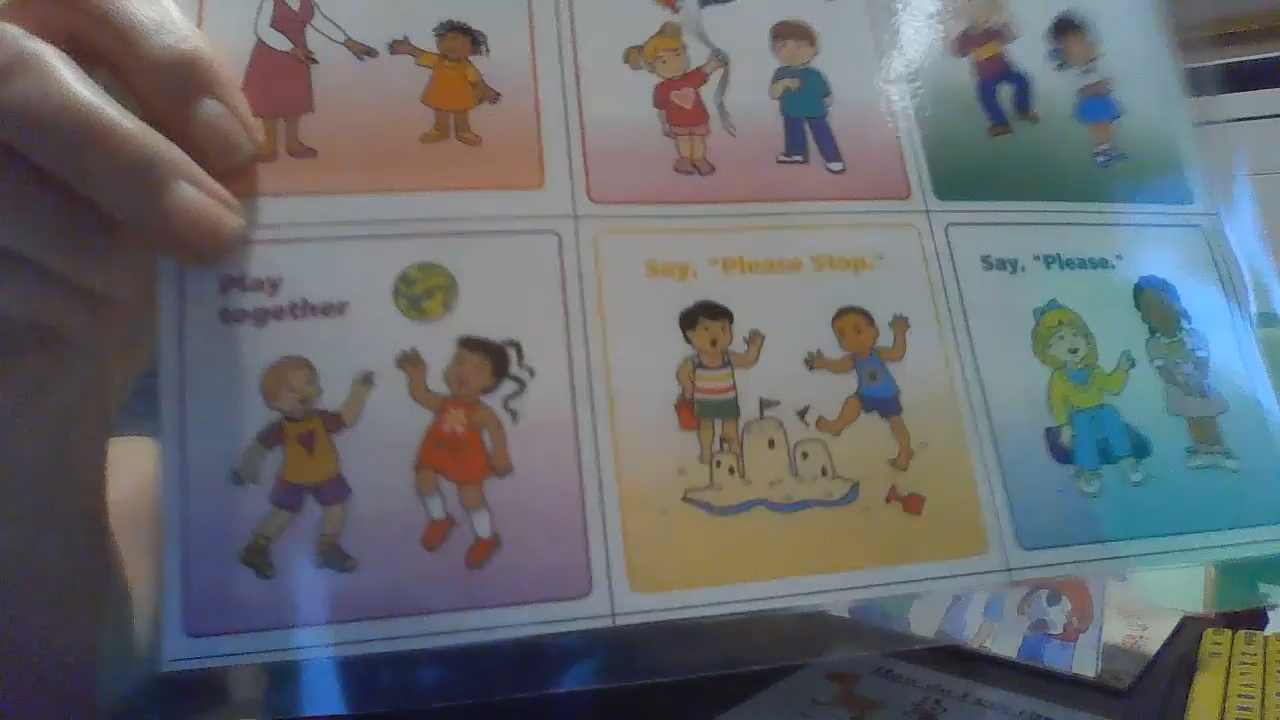 Play
together
Say, "Please Stop."
Say, "Please."